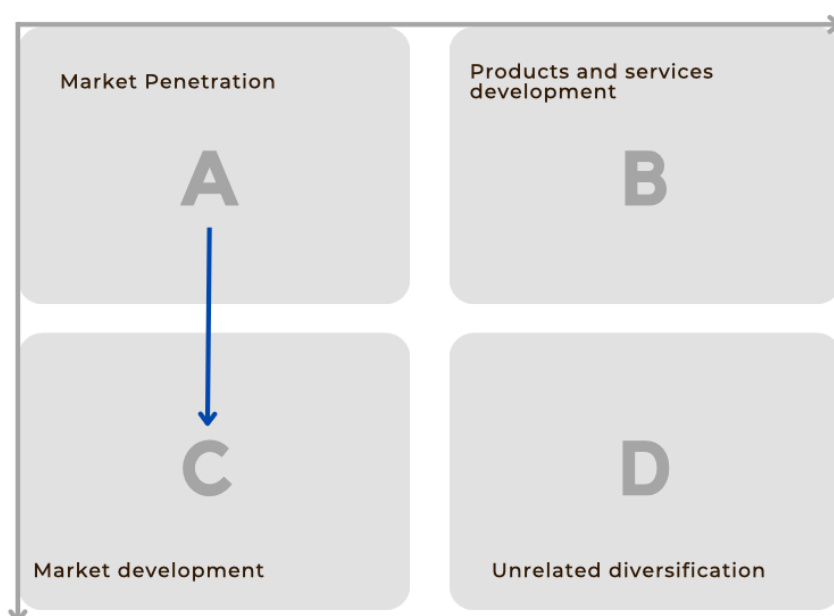 Market Penetration
Products and services
development
A
B
C
D
Market development
Unrelated diversification